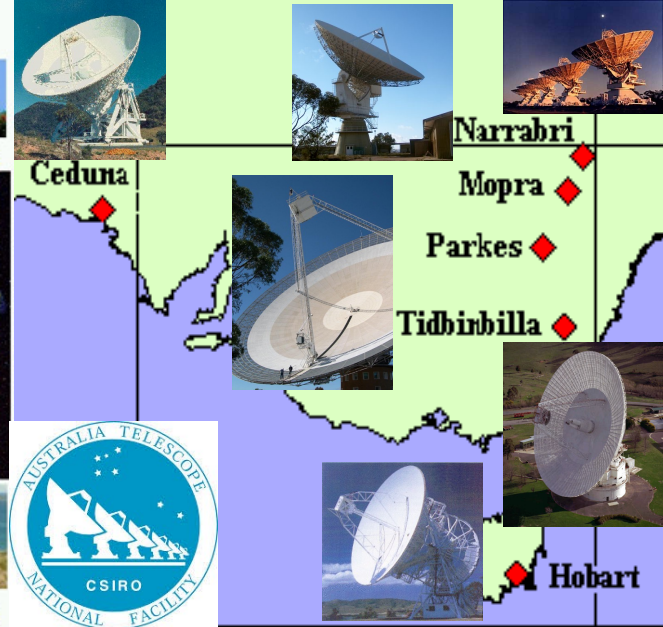 Narrabri
Ceduna
Mopra
Parkes
Tidbinbilla
AUSTRALIA TELESCOPE
CSIRO
NATIONAL FACILITY
Hobart